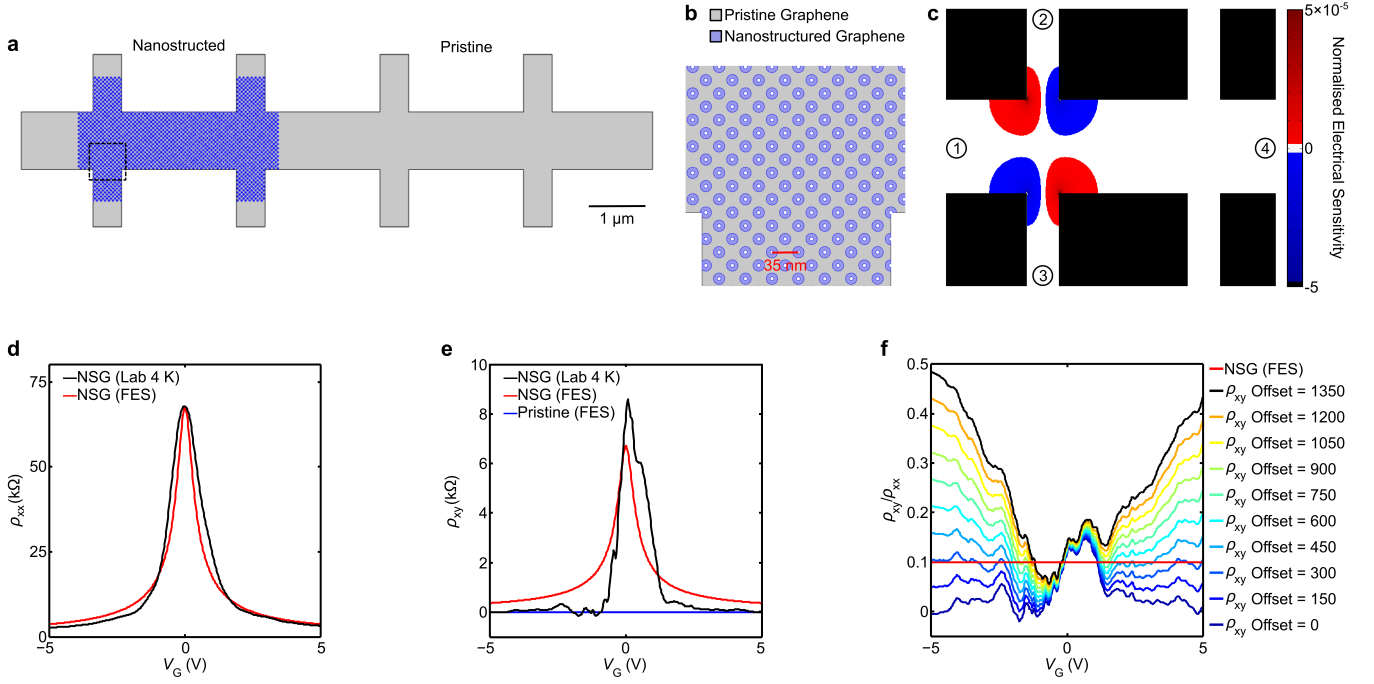 a
Nanostructed
Pristine
1 μm
b
Pristine Graphene
Nanostructured Graphene
35 nm
c
1
2
3
4
5×10⁻⁵
0
-5
Normalised Electrical Sensitivity
d
NSG (Lab 4 K)
NSG (FES)
75
50
25
0
ρxx(kΩ)
−5
0
5
VG (V)
e
NSG (Lab 4 K)
NSG (FES)
Pristine (FES)
10
8
6
4
2
0
ρxy(kΩ)
−5
0
5
VG (V)
f
0.5
0.4
0.3
0.2
0.1
0
ρxy/ρxx
−5
0
5
VG (V)
NSG (FES)
ρxy Offset = 1350
ρxy Offset = 1200
ρxy Offset = 1050
ρxy Offset = 900
ρxy Offset = 750
ρxy Offset = 600
ρxy Offset = 450
ρxy Offset = 300
ρxy Offset = 150
ρxy Offset = 0